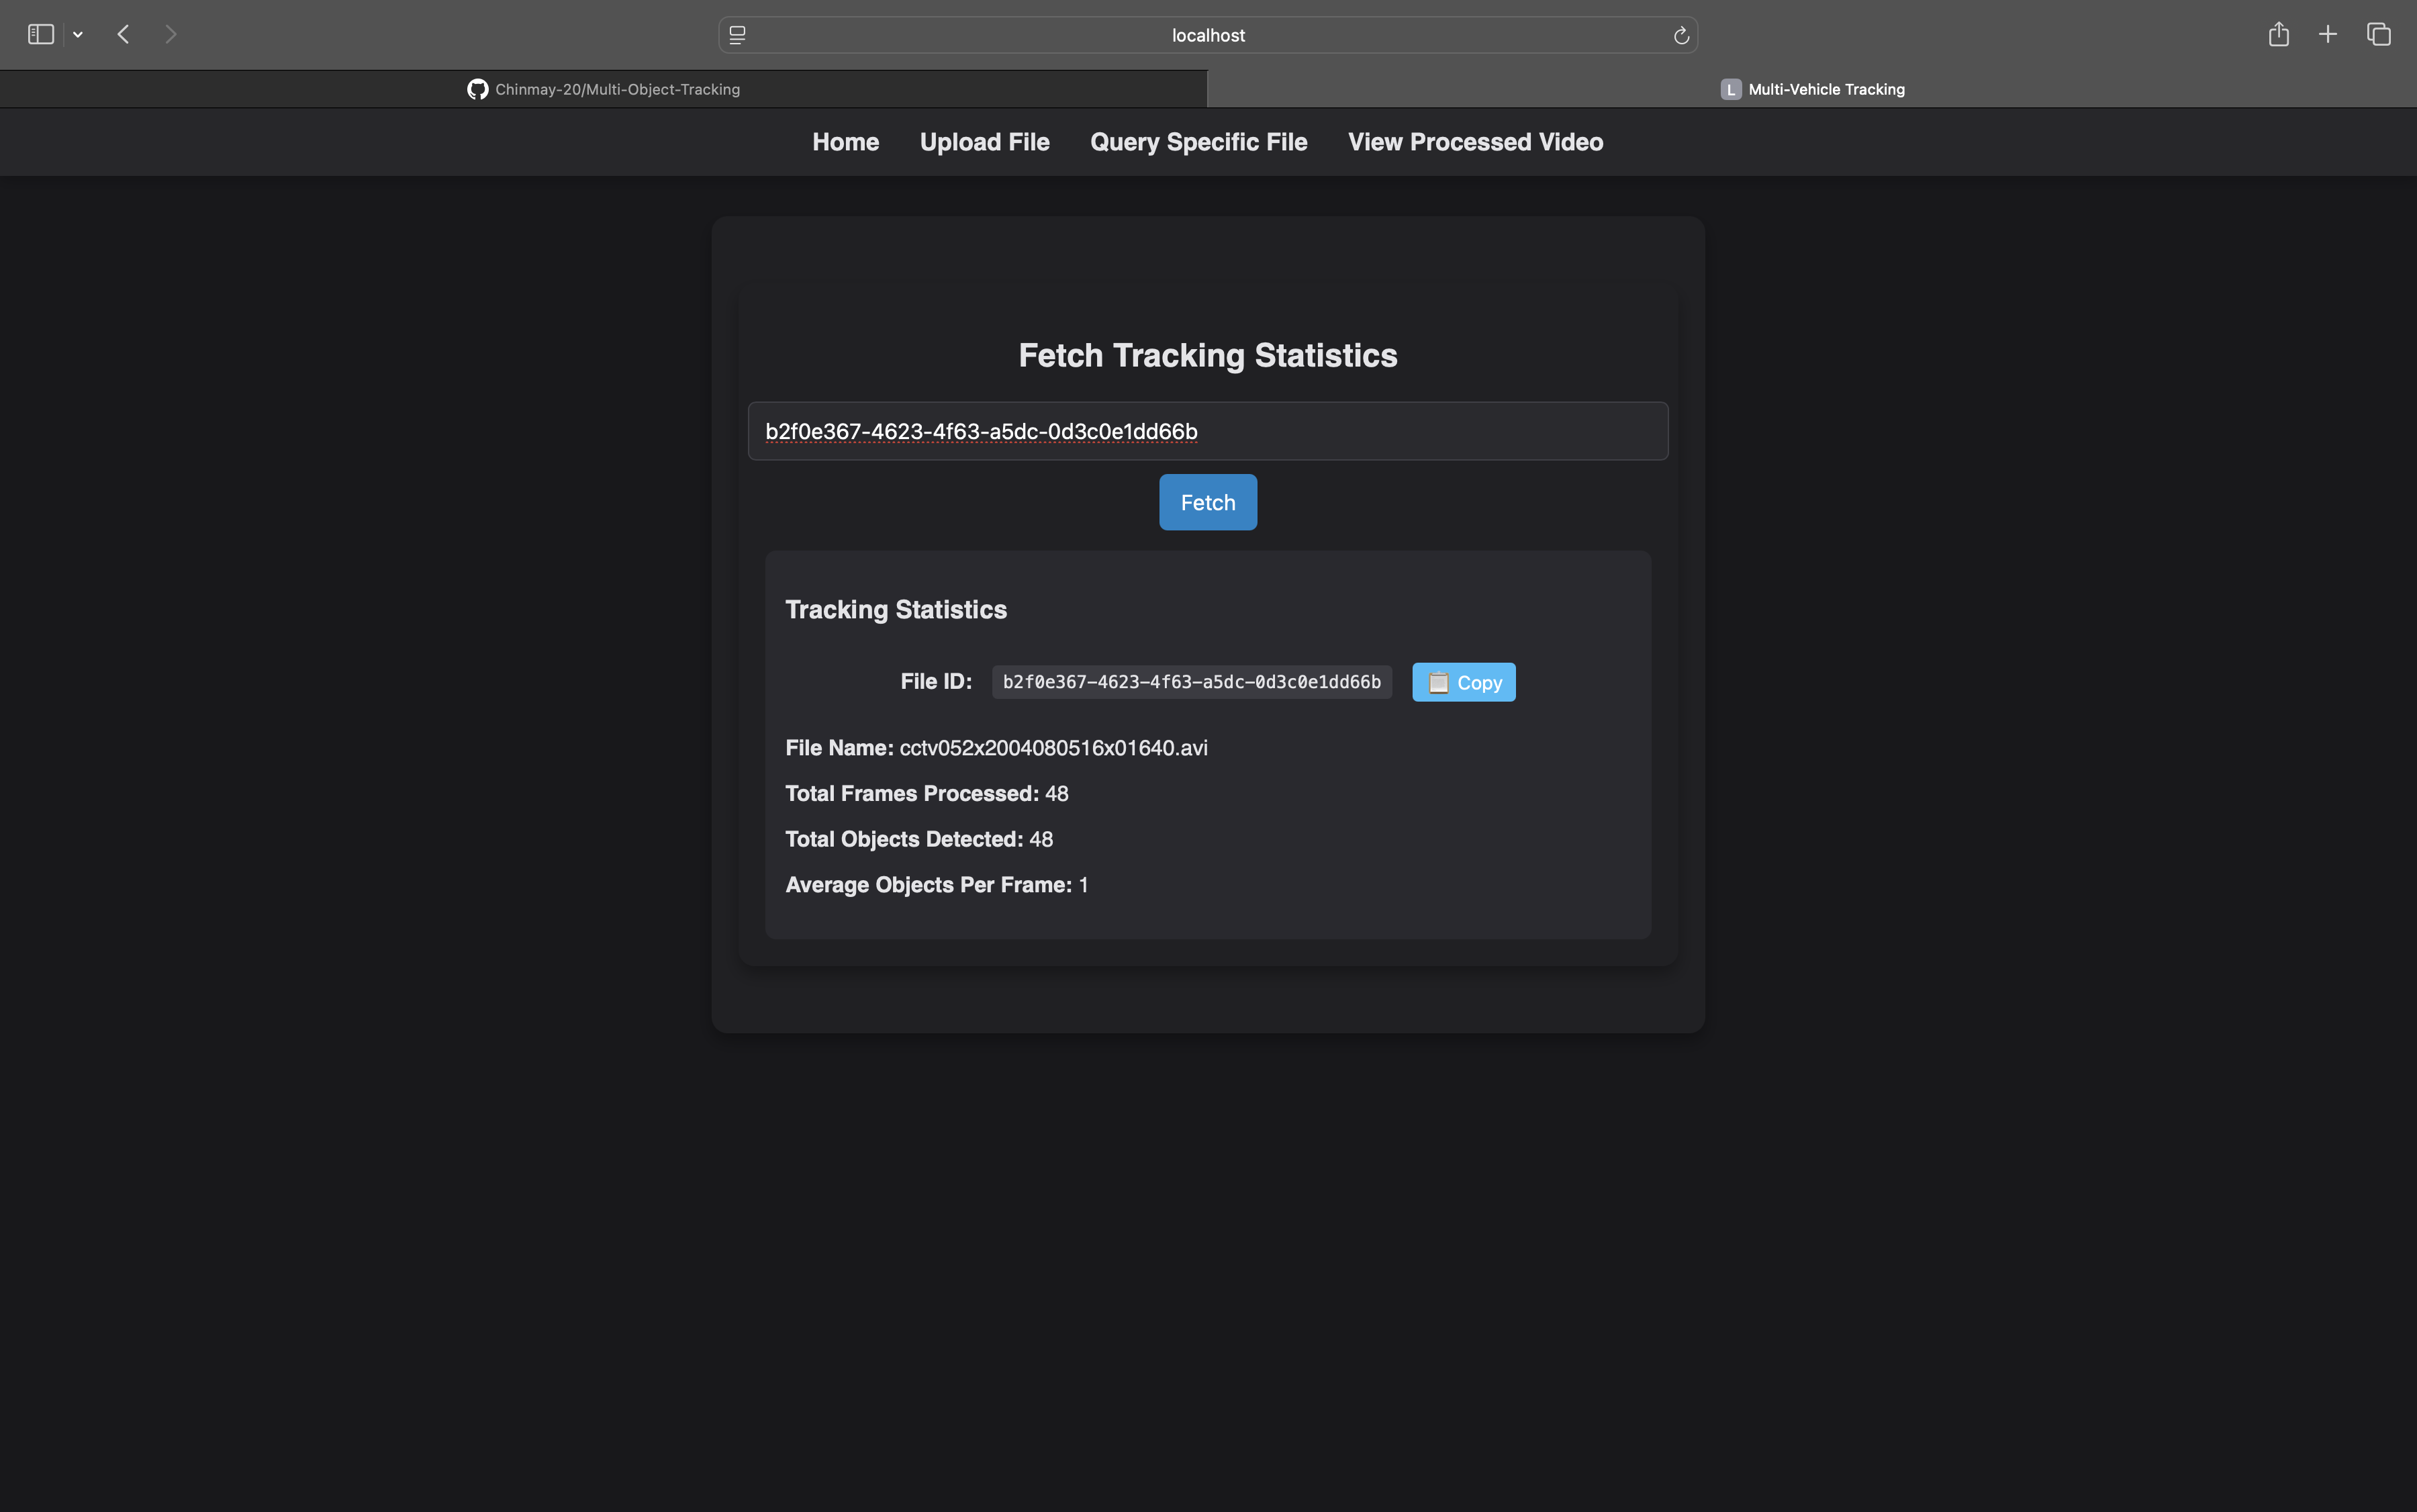 localhost
Chinmay-20/Multi-Object-Tracking
L Multi-Vehicle Tracking
Home Upload File Query Specific File View Processed Video
Fetch Tracking Statistics
b2f0e367-4623-4f63-a5dc-0d3c0e1dd66b
Fetch
Tracking Statistics
File ID: b2f0e367-4623-4f63-a5dc-0d3c0e1dd66b Copy
File Name: cctv052x2004080516x01640.avi
Total Frames Processed: 48
Total Objects Detected: 48
Average Objects Per Frame: 1